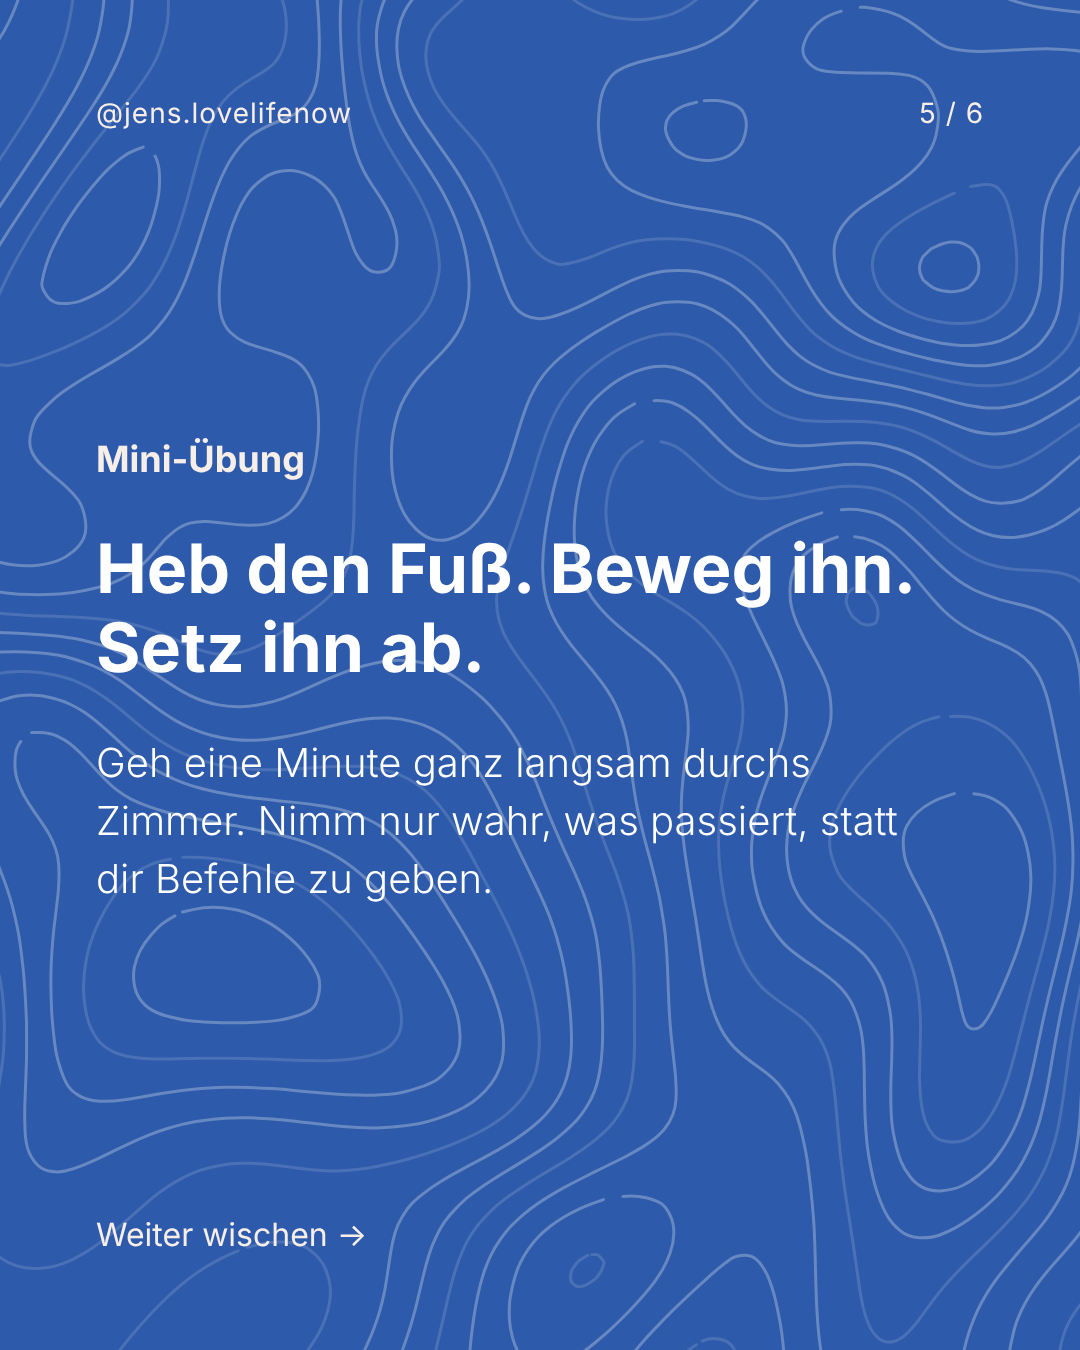 @jens.lovelifenow
5 / 6
Mini-Übung
Heb den Fuß. Beweg ihn.
Setz ihn ab.
Geh eine Minute ganz langsam durchs
Zimmer. Nimm nur wahr, was passiert, statt
dir Befehle zu geben.
Weiter wischen →